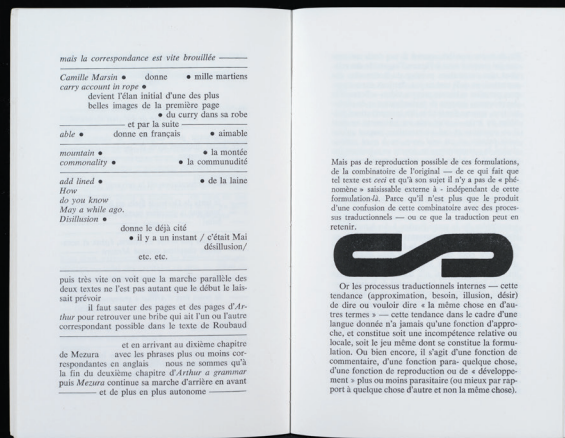 mais la correspondance est vite brouillée
Camille Marsin • donne • mille martiens
carry account in rope •
devient l'élan initial d'une des plus
belles images de la première page
• du curry dans sa robe
et par la suite
able • donne en français • aimable
mountain • • la montée
commonality • • la communudité
add lined • • de la laine
How
do you know
May a while ago.
Disillusion •
donne le déjà cité
• il y a un instant / c'était Mai
désillusion/
etc. etc.
puis très vite on voit que la marche parallèle des
deux textes ne l'est pas autant que le début le lais-
sait prévoir
il faut sauter des pages et des pages d'Ar-
thur pour retrouver une bribe qui ait l'un ou l'autre
correspondant possible dans le texte de Roubaud
et en arrivant au dixième chapitre
de Mezura avec les phrases plus ou moins cor-
respondantes en anglais nous ne sommes qu'à
la fin du deuxième chapitre d'Arthur a grammar
puis Mezura continue sa marche d'arrière en avant
et de plus en plus autonome
Mais pas de reproduction possible de ces formulations,
de la combinatoire de l'original — de ce qui fait que
tel texte est ceci et qu'à son sujet il n'y a pas de « phé-
nomène » saisissable externe à - indépendant de cette
formulation-là. Parce qu'il n'est plus que le produit
d'une confusion de cette combinatoire avec des proces-
sus traductionnels — ou ce que la traduction peut en
retenir.
Or les processus traductionnels internes — cette
tendance (approximation, besoin, illusion, désir)
de dire ou vouloir dire « la même chose en d'au-
tres termes » — cette tendance dans le cadre d'une
langue donnée n'a jamais qu'une fonction d'appro-
che, et constitue soit une incompétence relative ou
locale, soit le jeu même dont se constitue la formu-
lation. Ou bien encore, il s'agit d'une fonction de
commentaire, d'une fonction para- quelque chose,
d'une fonction de reproduction ou de « développe-
ment » plus ou moins parasitaire (ou mieux par rap-
port à quelque chose d'autre et non la même chose).